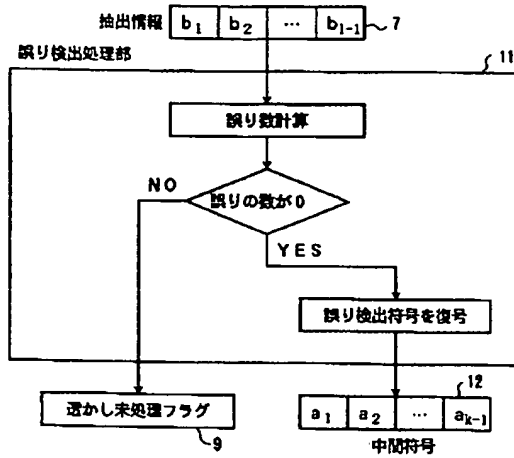 抽出情報 b1 b2 … bl-1 7
誤り検出処理部 11
誤り数計算
NO 誤りの数が0
YES
誤り検出符号を復号
12
透かし未処理フラグ a1 a2 … ak-1
9 中間符号